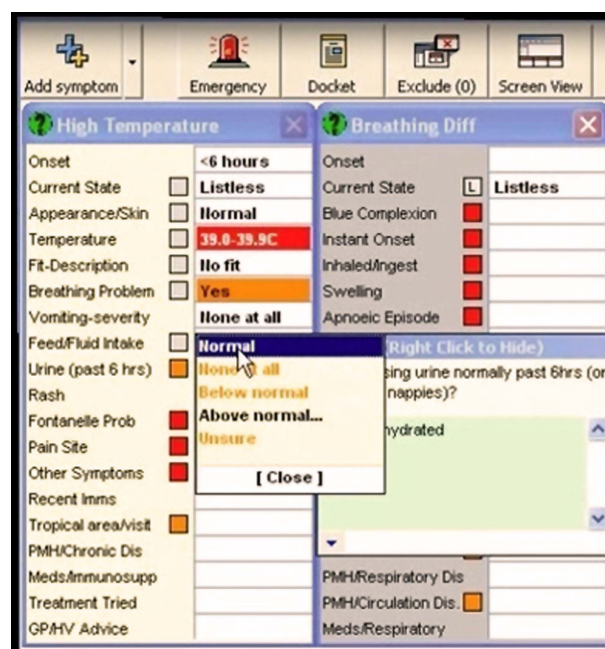 Add symptom
Emergency
Docket
Exclude (0)
Screen View
High Temperature
Onset <6 hours
Current State Listless
Appearance/Skin Normal
Temperature 39.0-39.9C
Fit-Description No fit
Breathing Problem Yes
Vomiting-severity None at all
Feed/Fluid Intake
Urine (past 6 hrs)
Rash
Fontanelle Prob
Pain Site
Other Symptoms
Recent Imms
Tropical area/visit
PMH/Chronic Dis
Meds/Immunosupp
Treatment Tried
GP/HV Advice
Normal
None at all
Below normal
Above normal...
Unsure
[ Close ]
Breathing Diff
Onset
Current State L Listless
Blue Complexion
Instant Onset
Inhaled/Ingest
Swelling
Apnoeic Episode
(Right Click to Hide)
sing urine normally past 6hrs (or
nappies)?
ydrated
PMH/Respiratory Dis
PMH/Circulation Dis.
Meds/Respiratory